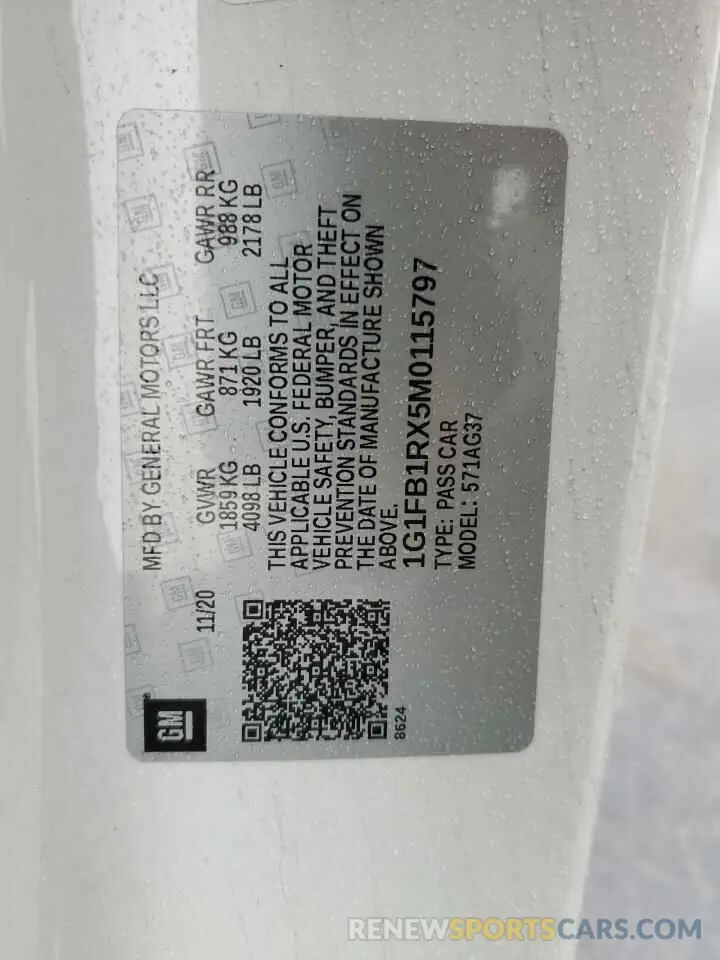 GM
11/20
MFD BY GENERAL MOTORS LLC
GVWR GAWR FRT GAWR RR
1859 KG 871 KG 988 KG
4098 LB 1920 LB 2178 LB
THIS VEHICLE CONFORMS TO ALL
APPLICABLE U.S. FEDERAL MOTOR
VEHICLE SAFETY, BUMPER, AND THEFT
PREVENTION STANDARDS IN EFFECT ON
THE DATE OF MANUFACTURE SHOWN
ABOVE.
1G1FB1RX5M0115797
TYPE: PASS CAR
MODEL: 571AG37
8624
RENEWSPORTSCARS.COM